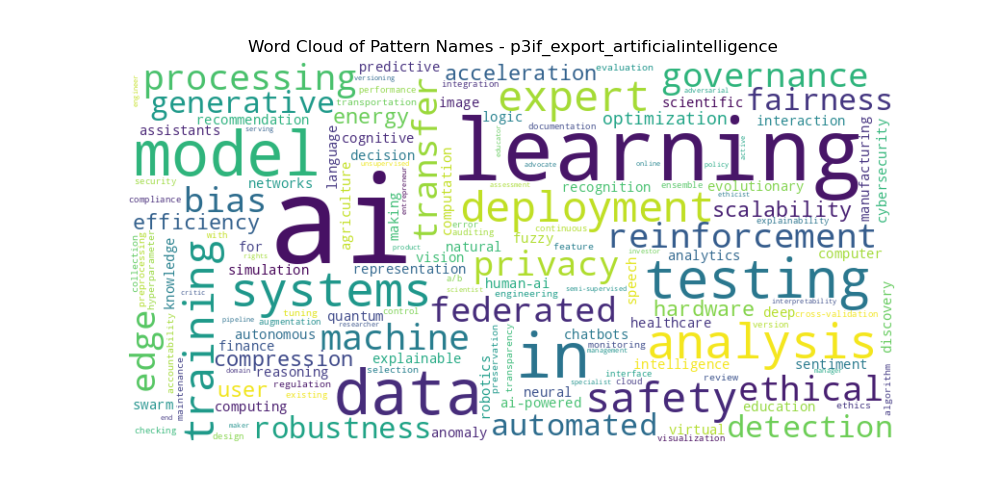 Word Cloud of Pattern Names - p3if_export_artificialintelligence
engineer
processing
predictive
versioning
acceleration
evaluation
governance
generative
transportation
performance
integration
image
expert
adversarial
scientific
fairness
recommendation
energy
transfer
logic
optimization
interaction
assistants
serving
cognitive
documentation
learning
model
language
decision
unsupervised
educator
advocate
online
policy
active
manufacturing
cybersecurity
security
networks
ai
agriculture
entrepreneur
computation
assessment
recognition
ensemble
evolutionary
ethicist
compliance
bias
making
deployment
scalability
efficiency
error
auditing
continuous
explainability
collection
preprocessing
hyperparameter
with
for
rights
product
natural
fuzzy
feature
reinforcement
knowledge
simulation
representation
vision
privacy
investor
analytics
computer
training
systems
a/b
scientist
human-ai
engineering
semi-supervised
speech
testing
critic
tuning
control
federated
hardware
deep
interpretability
cross-validation
discovery
edge
accountability
pipeline
augmentation
quantum
researcher
healthcare
version
autonomous
machine
preservation
transparency
in
chatbots
monitoring
analysis
finance
compression
explainable
management
maintenance
domain
reasoning
selection
robotics
interface
intelligence
sentiment
manager
user
regulation
existing
data
neural
specialist
cloud
review
algorithm
swarm
computing
ai-powered
safety
ethical
education
ethics
end
maker
checking
design
robustness
anomaly
automated
virtual
visualization
detection